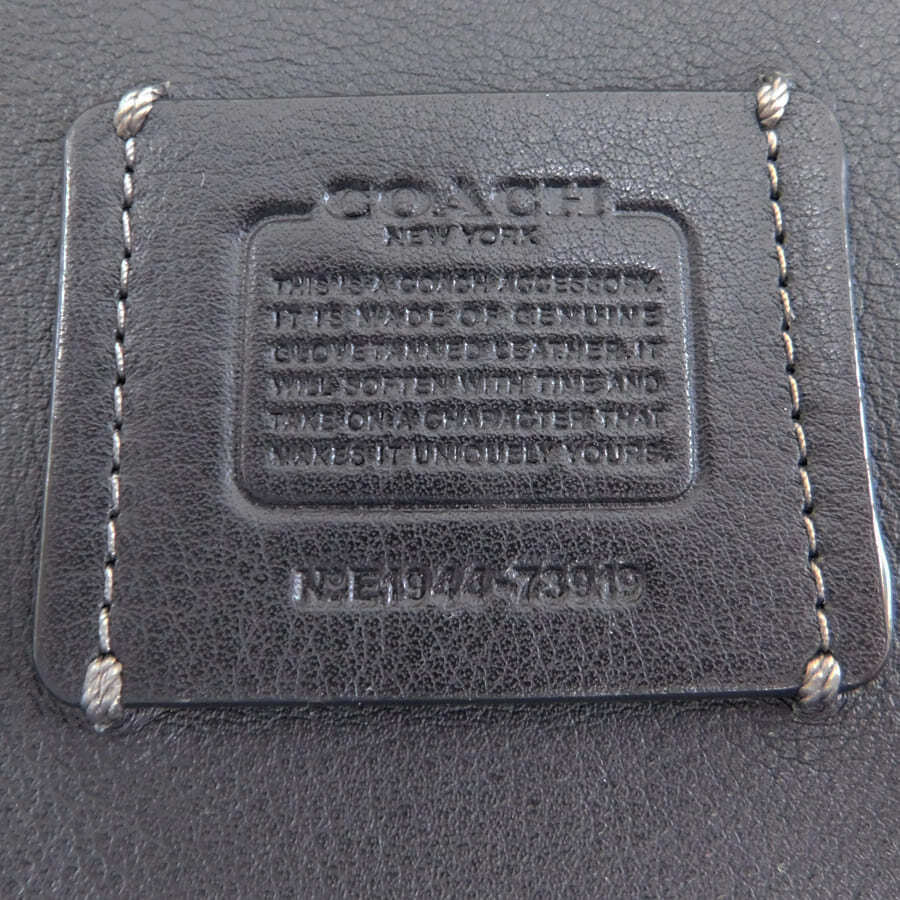 COACH
NEW YORK
THIS IS A COACH ACCESSORY.
IT IS MADE OF GENUINE
GLOVETANNED LEATHER. IT
WILL SOFTEN WITH TIME AND
TAKE ON A CHARACTER THAT
MAKES IT UNIQUELY YOURS.
Nº E1944-73919